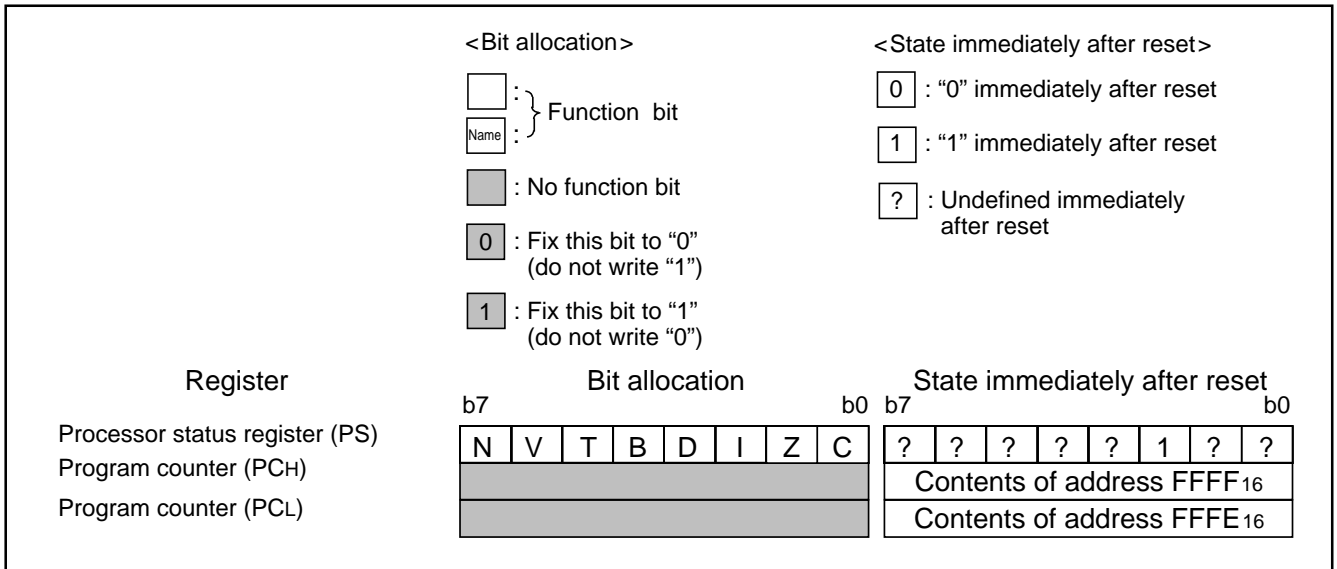 <Bit allocation>
:
Name :
Function bit
: No function bit
0 : Fix this bit to “0”
(do not write “1”)
1 : Fix this bit to “1”
(do not write “0”)
<State immediately after reset>
0 : “0” immediately after reset
1 : “1” immediately after reset
? : Undefined immediately
after reset
Register Bit allocation State immediately after reset
b7 b0 b7 b0
Processor status register (PS) N V T B D I Z C ? ? ? ? ? 1 ? ?
Program counter (PCH) Contents of address FFFF16
Program counter (PCL) Contents of address FFFE16